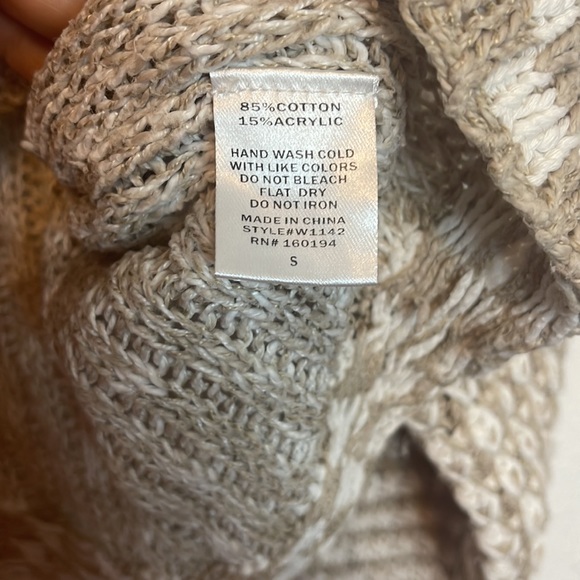 85%COTTON
15%ACRYLIC
HAND WASH COLD
WITH LIKE COLORS
DO NOT BLEACH
FLAT DRY
DO NOT IRON
MADE IN CHINA
STYLE#W1142
RN# 160194
S